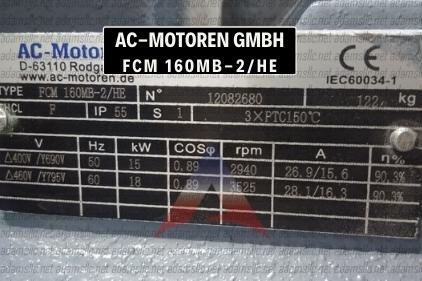 AC-MOTOREN GMBH
FCM 160MB-2/HE
AC-Motoren
D-63110 Rodga
www.ac-motoren.de
CE
IEC60034-1
TYPE FCM 160MB-2/HE N° 12082680 122 kg
THCL F IP 55 S 1 3×PTC150℃
V Hz kW COSφ rpm A η%
△400V /Y690V 50 15 0.89 2940 26.9/15.6 90.3%
△460V /Y795V 60 18 0.89 3525 28.1/16.3 90.3%
adamsllc.net